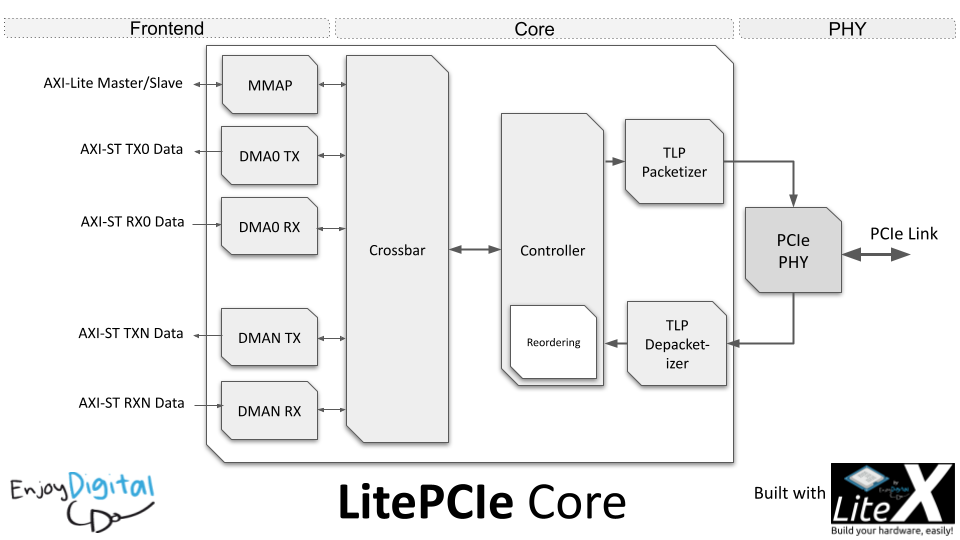 Frontend
Core
PHY
AXI-Lite Master/Slave
MMAP
AXI-ST TX0 Data
DMA0 TX
AXI-ST RX0 Data
DMA0 RX
AXI-ST TXN Data
DMAN TX
AXI-ST RXN Data
DMAN RX
Crossbar
Controller
Reordering
TLP
Packetizer
TLP
Depacket-
izer
PCIe
PHY
PCIe Link
EnjoyDigital
LitePCIe Core
Built with
LiteX
Build your hardware, easily!